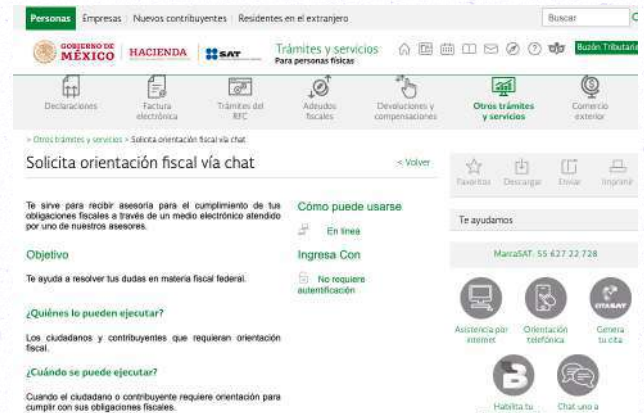 Personas Empresas Nuevos contribuyentes Residentes en el extranjero
Buscar
GOBIERNO DE MÉXICO
HACIENDA
SAT
Trámites y servicios
Para personas físicas
Buzón Tributario
Declaraciones
Factura electrónica
Trámites del RFC
Adeudos fiscales
Devoluciones y compensaciones
Otros trámites y servicios
Comercio exterior
> Otros trámites y servicios > Solicita orientación fiscal vía chat
Solicita orientación fiscal vía chat
< Volver
Favoritos Descargar Enviar Imprimir
Te sirve para recibir asesoría para el cumplimiento de tus
obligaciones fiscales a través de un medio electrónico atendido
por uno de nuestros asesores.
Objetivo
Te ayuda a resolver tus dudas en materia fiscal federal.
¿Quiénes lo pueden ejecutar?
Los ciudadanos y contribuyentes que requieran orientación
fiscal.
¿Cuándo se puede ejecutar?
Cuando el ciudadano o contribuyente requiere orientación para
cumplir con sus obligaciones fiscales.
Cómo puede usarse
En línea
Ingresa Con
No requiere
autentificación
Te ayudamos
MarcaSAT: 55 627 22 728
Asistencia por
internet
Orientación
telefónica
CITASAT
Genera
tu cita
B
Habilita tu
Chat uno a